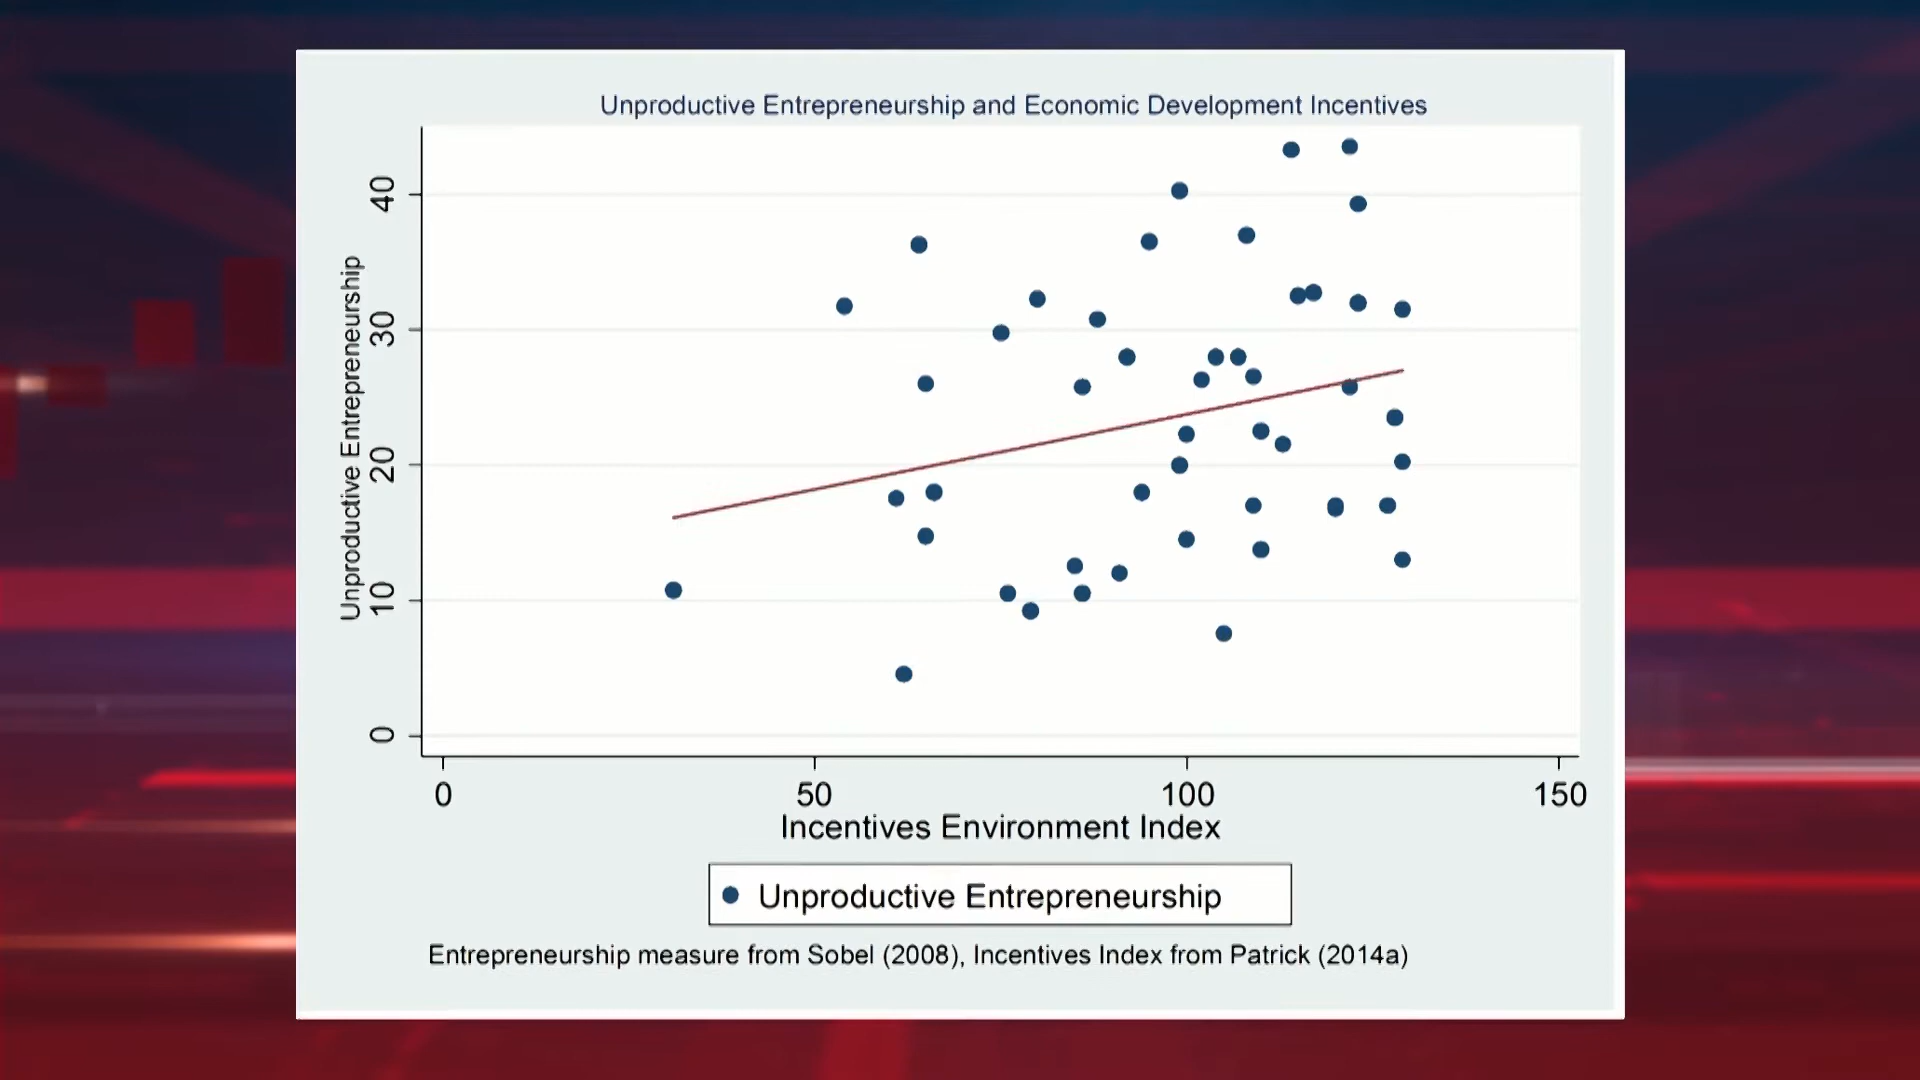 Unproductive Entrepreneurship and Economic Development Incentives
Unproductive Entrepreneurship
40
30
20
10
0
0 50 100 150
Incentives Environment Index
Unproductive Entrepreneurship
Entrepreneurship measure from Sobel (2008), Incentives Index from Patrick (2014a)